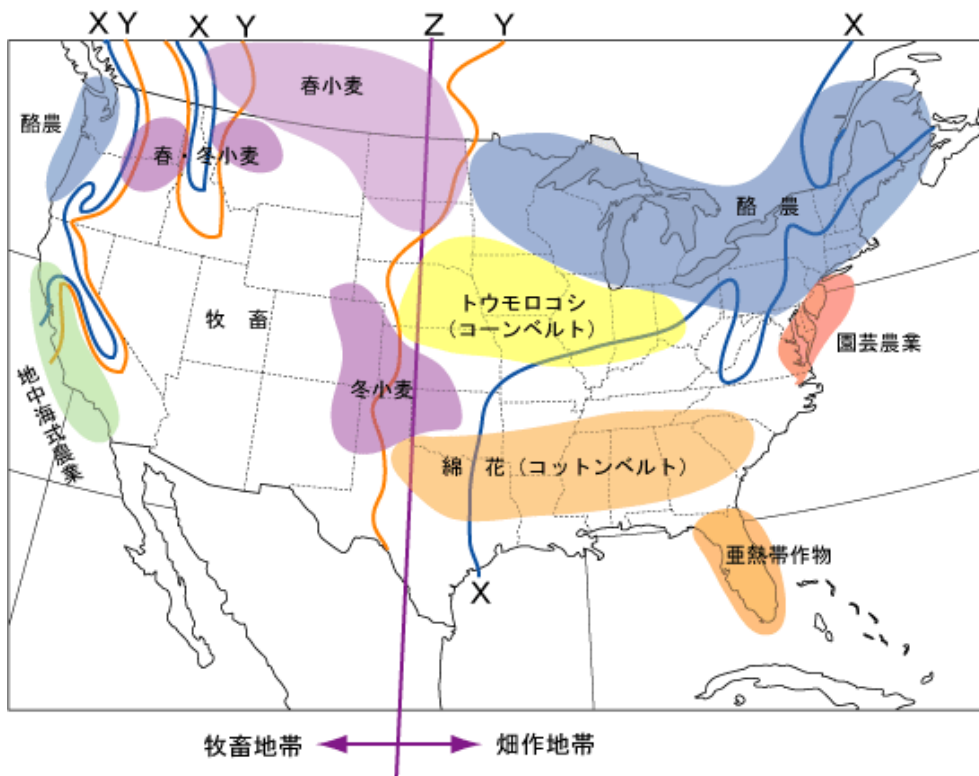 X Y X Y Z Y X
春小麦
酪農
春・冬小麦
酪　農
トウモロコシ
（コーンベルト）
牧　畜
園芸農業
地中海式農業
冬小麦
綿　花（コットンベルト）
亜熱帯作物
X
牧畜地帯
畑作地帯